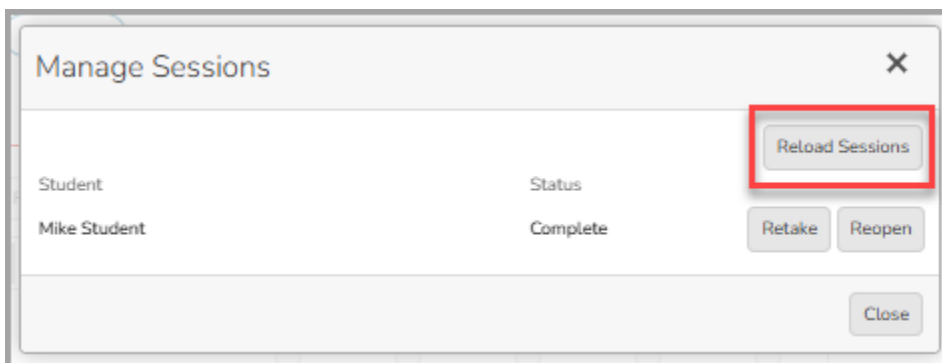 Manage Sessions
Reload Sessions
Student Status
Mike Student Complete Retake Reopen
Close